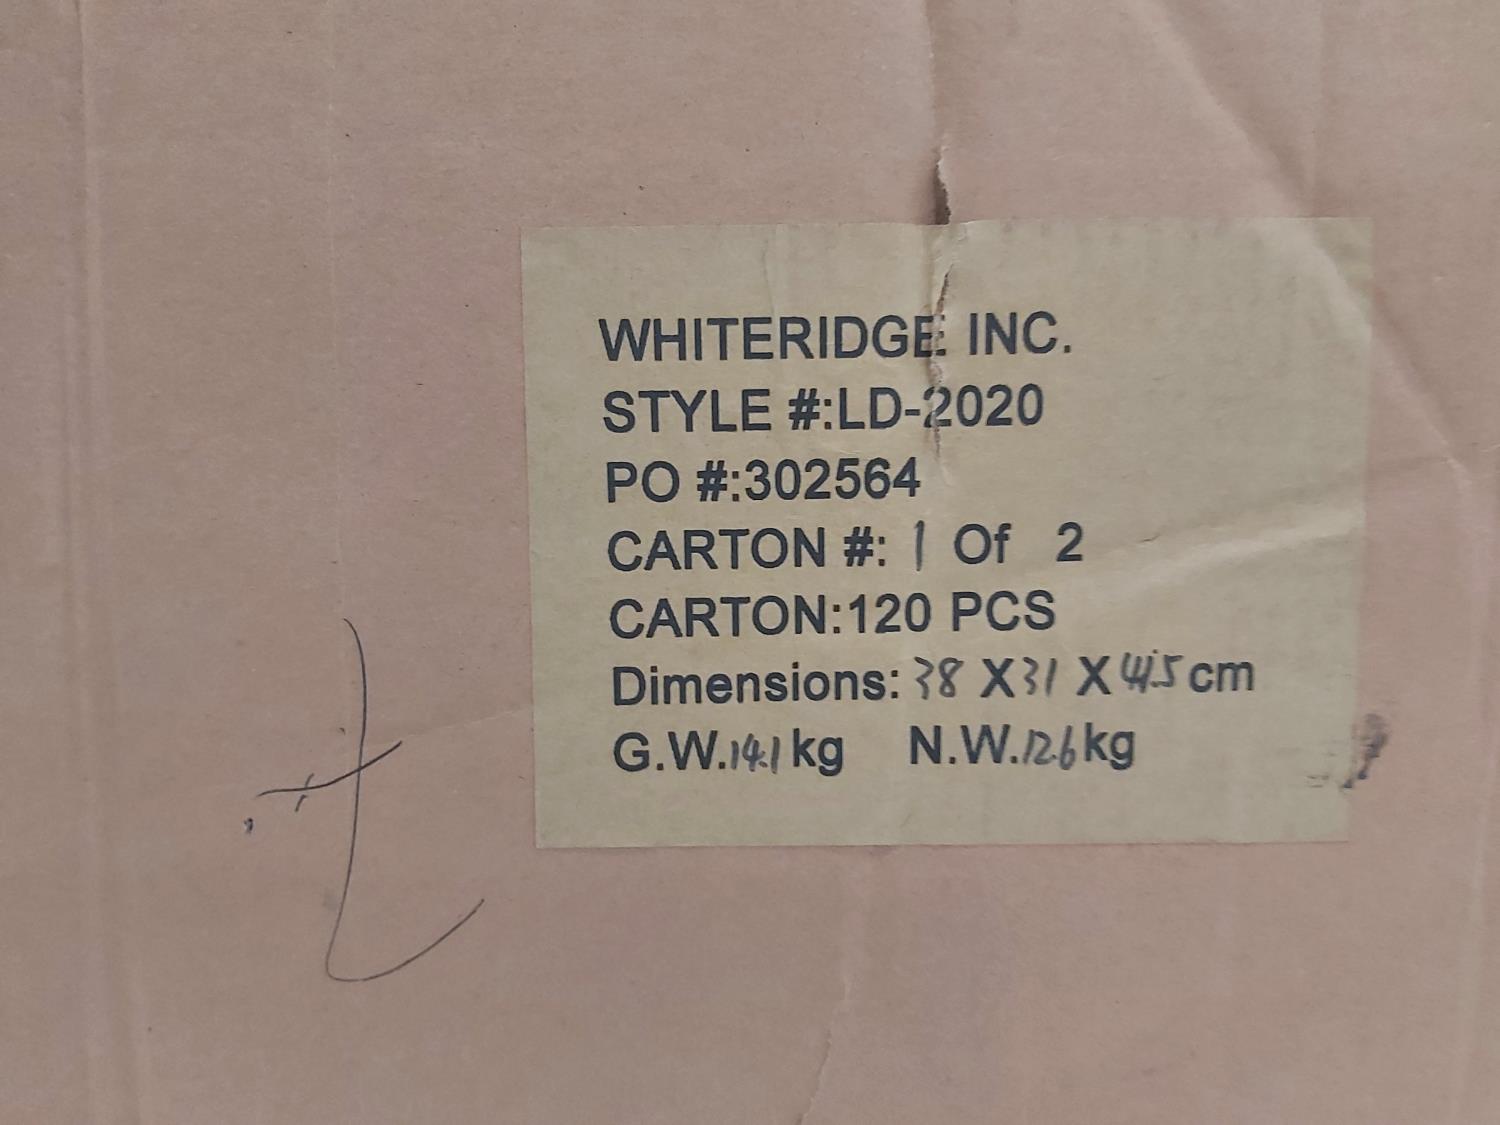 WHITERIDGE INC.
STYLE #:LD-2020
PO #:302564
CARTON #: 1 Of 2
CARTON:120 PCS
Dimensions: 38 X 31 X 41.5 cm
G.W. 14.1 kg N.W. 12.6 kg